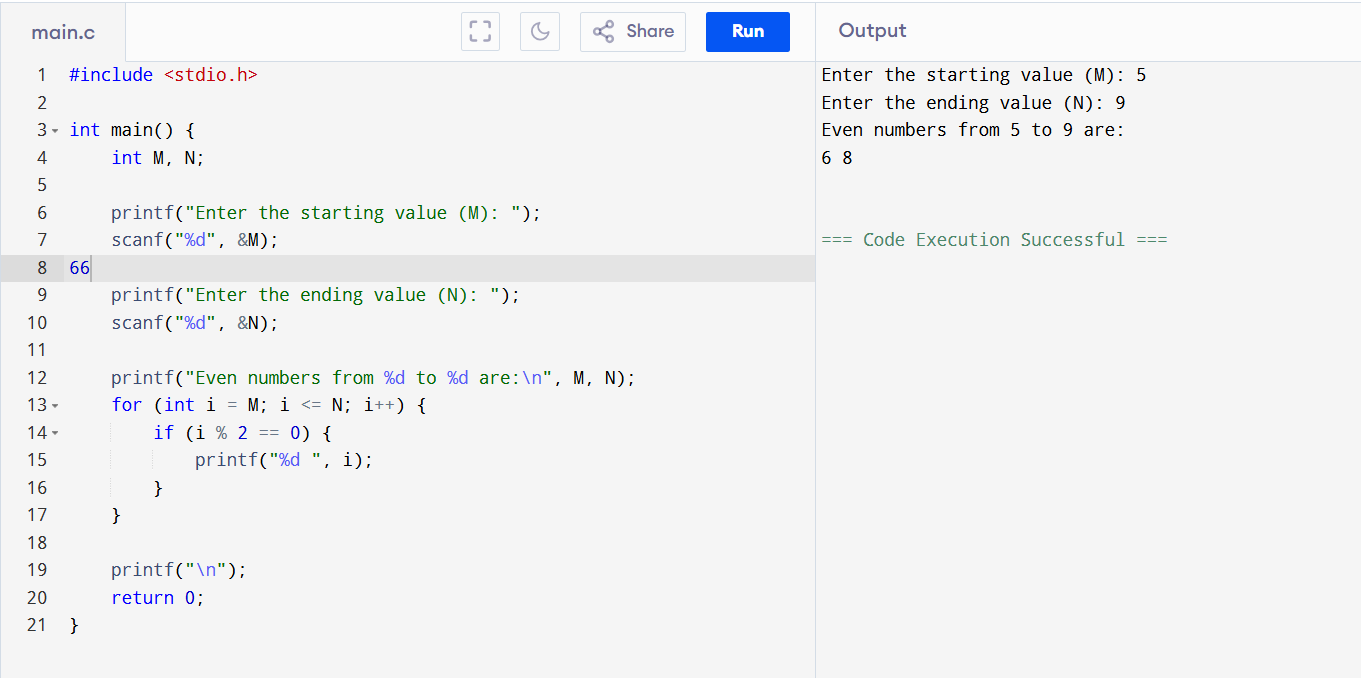 main.c
Share
Run
Output
1 #include <stdio.h>
2
3 int main() {
4     int M, N;
5
6     printf("Enter the starting value (M): ");
7     scanf("%d", &M);
8 66
9     printf("Enter the ending value (N): ");
10     scanf("%d", &N);
11
12     printf("Even numbers from %d to %d are:\n", M, N);
13     for (int i = M; i <= N; i++) {
14         if (i % 2 == 0) {
15             printf("%d ", i);
16         }
17     }
18
19     printf("\n");
20     return 0;
21 }
Enter the starting value (M): 5
Enter the ending value (N): 9
Even numbers from 5 to 9 are:
6 8
=== Code Execution Successful ===